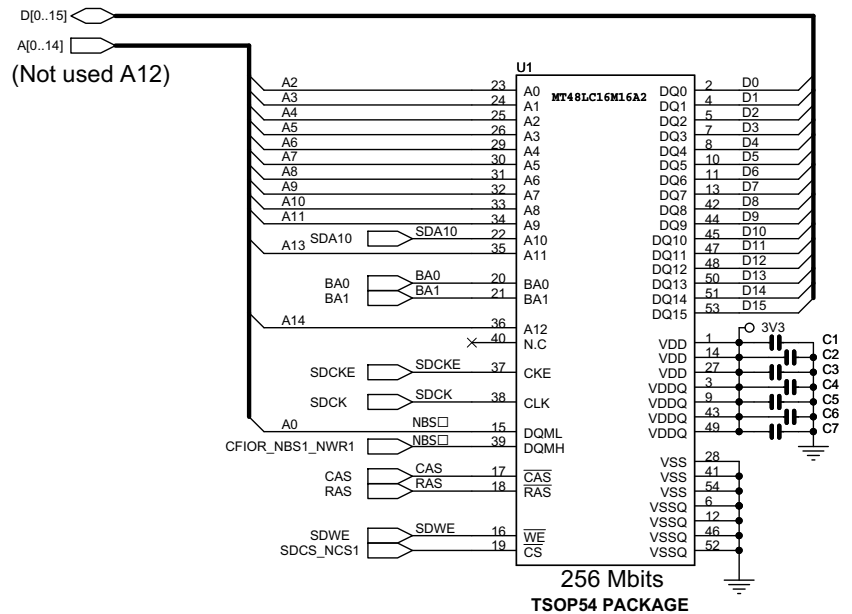 D[0..15]
A[0..14]
(Not used A12)
U1
MT48LC16M16A2
A2 23 A0 DQ0 2 D0
A3 24 A1 DQ1 4 D1
A4 25 A2 DQ2 5 D2
A5 26 A3 DQ3 7 D3
A6 29 A4 DQ4 8 D4
A7 30 A5 DQ5 10 D5
A8 31 A6 DQ6 11 D6
A9 32 A7 DQ7 13 D7
A10 33 A8 DQ8 42 D8
A11 34 A9 DQ9 44 D9
SDA10 SDA10 22 A10 DQ10 45 D10
A13 35 A11 DQ11 47 D11
DQ12 48 D12
BA0 BA0 20 BA0 DQ13 50 D13
BA1 BA1 21 BA1 DQ14 51 D14
DQ15 53 D15
A14 36 A12 3V3
40 N.C VDD 1 C1
VDD 14 C2
SDCKE SDCKE 37 CKE VDD 27 C3
VDDQ 3 C4
SDCK SDCK 38 CLK VDDQ 9 C5
VDDQ 43 C6
A0 NBS□ 15 DQML VDDQ 49 C7
CFIOR_NBS1_NWR1 NBS□ 39 DQMH
VSS 28
CAS CAS 17 CAS VSS 41
RAS RAS 18 RAS VSS 54
VSSQ 6
VSSQ 12
SDWE SDWE 16 WE VSSQ 46
SDCS_NCS1 19 CS VSSQ 52
256 Mbits
TSOP54 PACKAGE